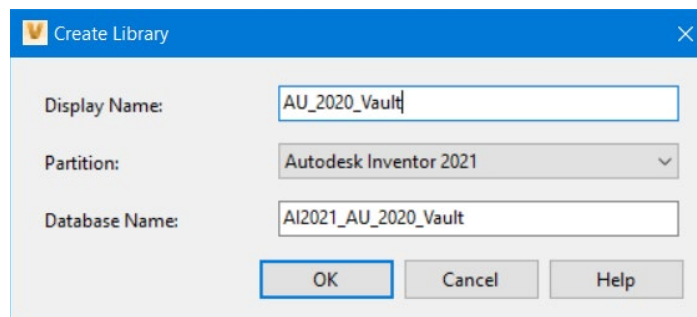 Create Library
Display Name: AU_2020_Vault
Partition: Autodesk Inventor 2021
Database Name: AI2021_AU_2020_Vault
OK Cancel Help